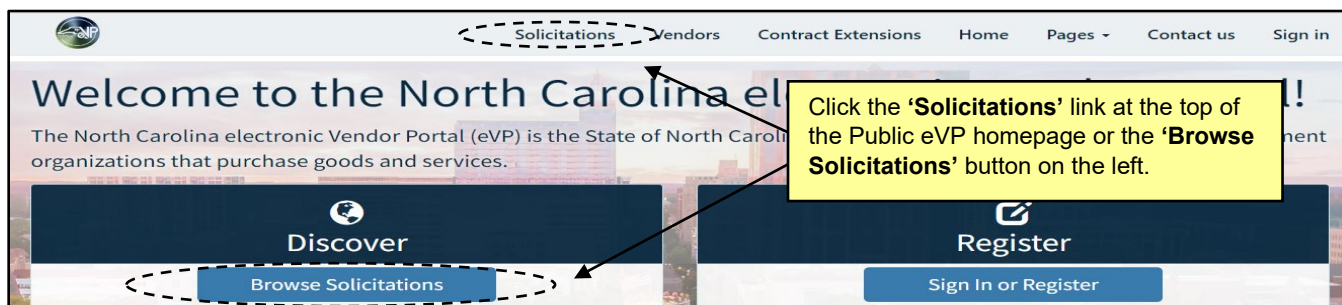 eVP
Solicitations Vendors Contract Extensions Home Pages Contact us Sign in
Welcome to the North Carolina el l!
The North Carolina electronic Vendor Portal (eVP) is the State of North Caroli ment
organizations that purchase goods and services.
Click the ‘Solicitations’ link at the top of
the Public eVP homepage or the ‘Browse
Solicitations’ button on the left.
Discover
Browse Solicitations
Register
Sign In or Register